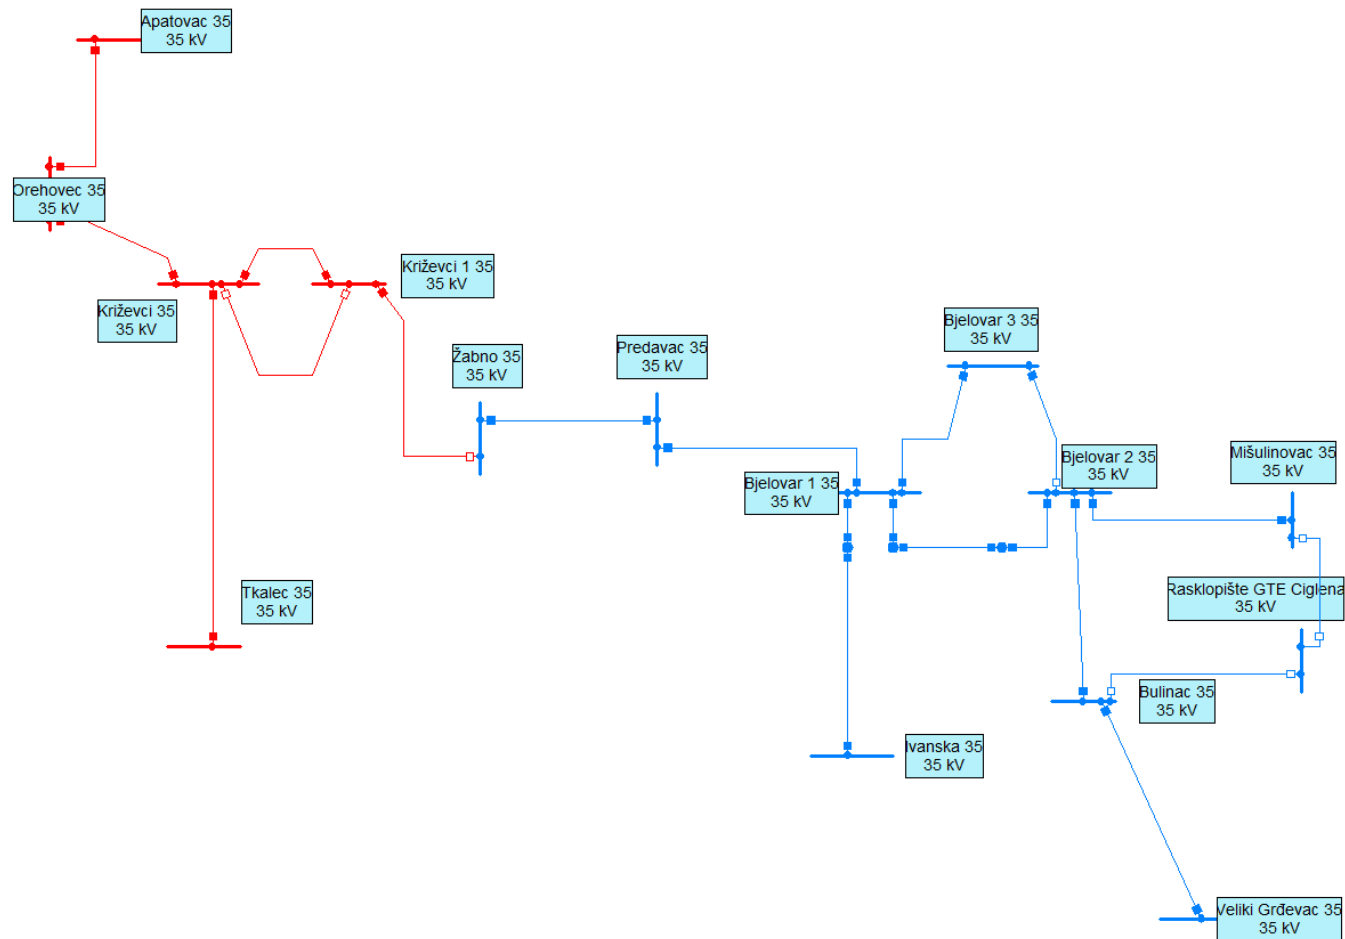 Apatovac 35
35 kV
Orehovec 35
35 kV
Križevci 1 35
35 kV
Križevci 35
35 kV
Bjelovar 3 35
35 kV
Žabno 35
35 kV
Predavac 35
35 kV
Mišulinovac 35
35 kV
Bjelovar 2 35
35 kV
Bjelovar 1 35
35 kV
Tkalec 35
35 kV
Rasklopište GTE Ciglena
35 kV
Bulinac 35
35 kV
Ivanska 35
35 kV
Veliki Grđevac 35
35 kV